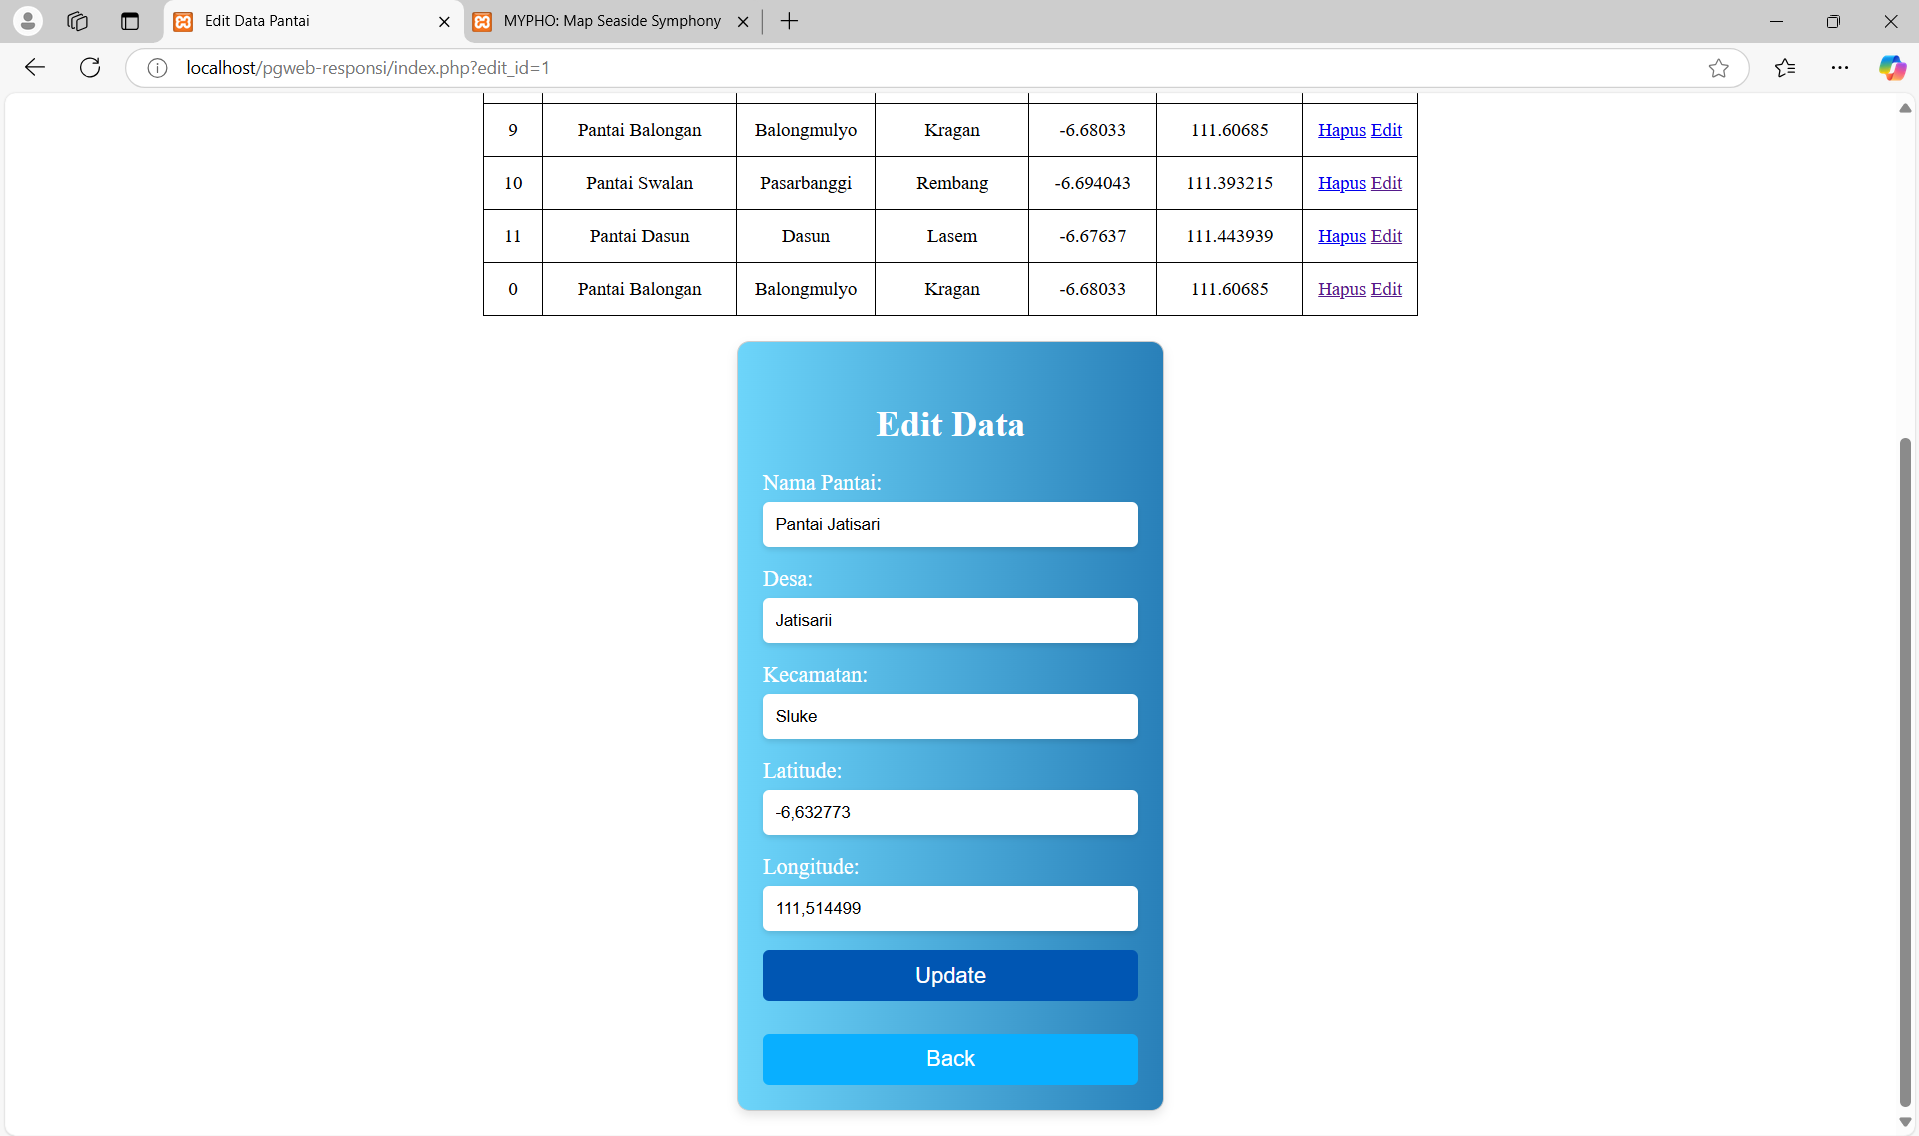 Edit Data Pantai
MYPHO: Map Seaside Symphony
localhost/pgweb-responsi/index.php?edit_id=1
9 Pantai Balongan Balongmulyo Kragan -6.68033 111.60685 Hapus Edit
10 Pantai Swalan Pasarbanggi Rembang -6.694043 111.393215 Hapus Edit
11 Pantai Dasun Dasun Lasem -6.67637 111.443939 Hapus Edit
0 Pantai Balongan Balongmulyo Kragan -6.68033 111.60685 Hapus Edit
Edit Data
Nama Pantai:
Pantai Jatisari
Desa:
Jatisarii
Kecamatan:
Sluke
Latitude:
-6,632773
Longitude:
111,514499
Update
Back